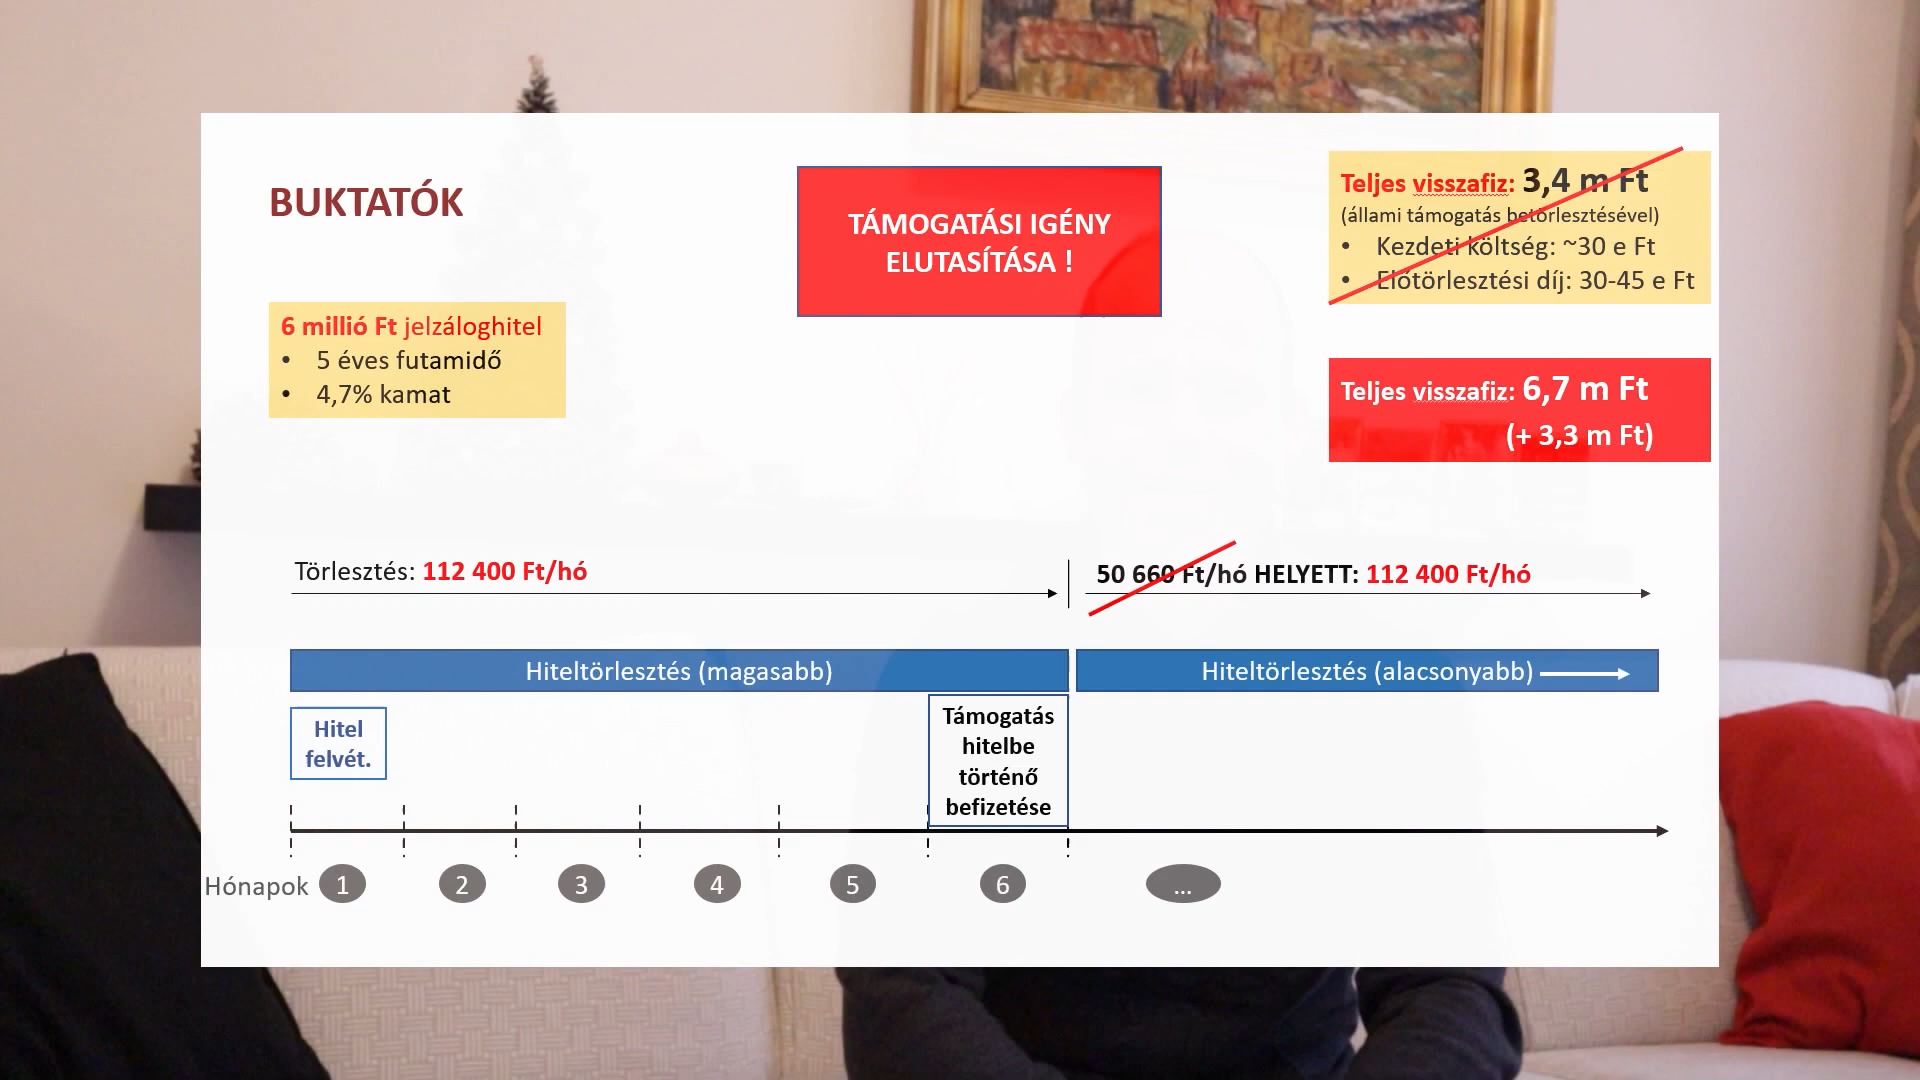 BUKTATÓK
TÁMOGATÁSI IGÉNY
ELUTASÍTÁSA !
Teljes visszafiz: 3,4 m Ft
(állami támogatás betörlesztésével)
• Kezdeti költség: ~30 e Ft
• Előtörlesztési díj: 30-45 e Ft
6 millió Ft jelzáloghitel
• 5 éves futamidő
• 4,7% kamat
Teljes visszafiz: 6,7 m Ft
(+ 3,3 m Ft)
Törlesztés: 112 400 Ft/hó
50 660 Ft/hó HELYETT: 112 400 Ft/hó
Hiteltörlesztés (magasabb)
Hiteltörlesztés (alacsonyabb)
Hitel
felvét.
Támogatás
hitelbe
történő
befizetése
Hónapok 1 2 3 4 5 6 ...